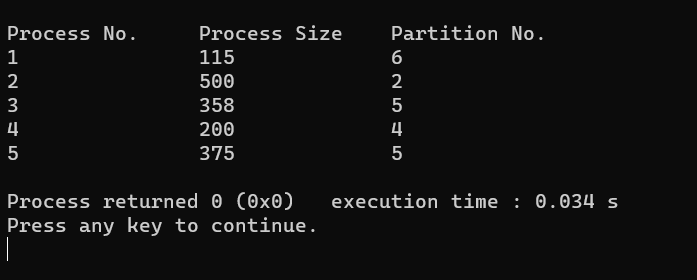 Process No.     Process Size    Partition No.
1               115             6
2               500             2
3               358             5
4               200             4
5               375             5
Process returned 0 (0x0)   execution time : 0.034 s
Press any key to continue.